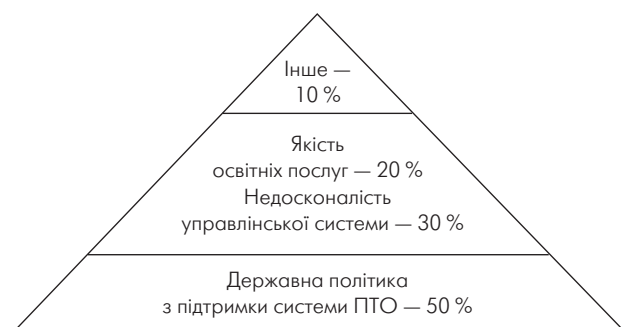 Інше —
10 %
Якість
освітніх послуг — 20 %
Недосконалість
управлінської системи — 30 %
Державна політика
з підтримки системи ПТО — 50 %